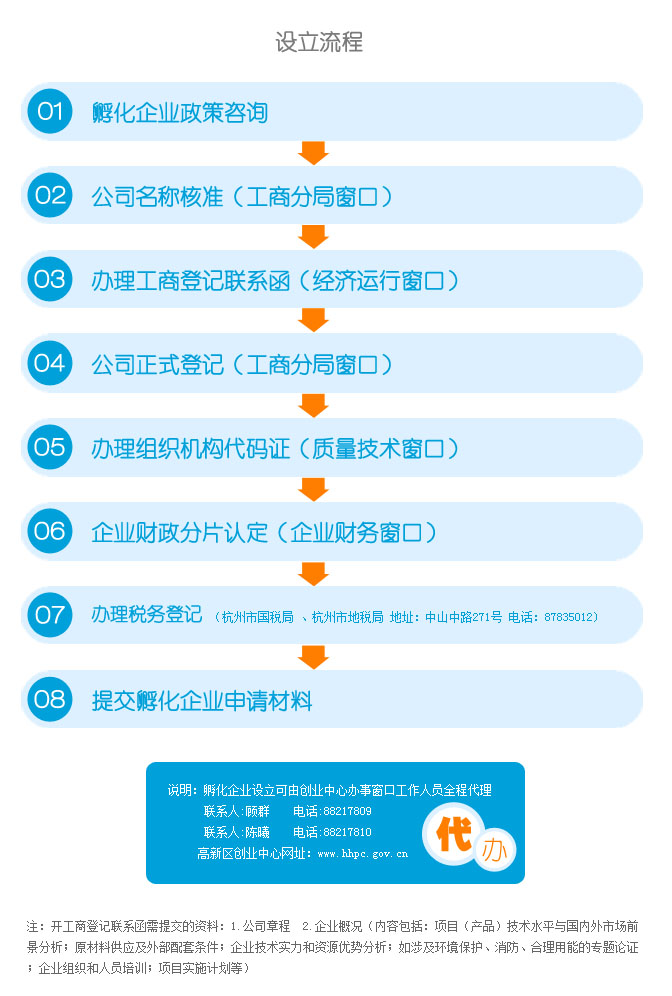 设立流程
01 孵化企业政策咨询
02 公司名称核准（工商分局窗口）
03 办理工商登记联系函（经济运行窗口）
04 公司正式登记（工商分局窗口）
05 办理组织机构代码证（质量技术窗口）
06 企业财政分片认定（企业财务窗口）
07 办理税务登记 （杭州市国税局 、杭州市地税局 地址：中山中路271号 电话：87835012）
08 提交孵化企业申请材料
说明：孵化企业设立可由创业中心办事窗口工作人员全程代理
联系人:顾群 电话:88217809
联系人:陈曦 电话:88217810
高新区创业中心网址：www.hhpc.gov.cn
代办
注：开工商登记联系函需提交的资料：1.公司章程 2.企业概况（内容包括：项目（产品）技术水平与国内外市场前
景分析；原材料供应及外部配套条件；企业技术实力和资源优势分析；如涉及环境保护、消防、合理用能的专题论证
；企业组织和人员培训；项目实施计划等）